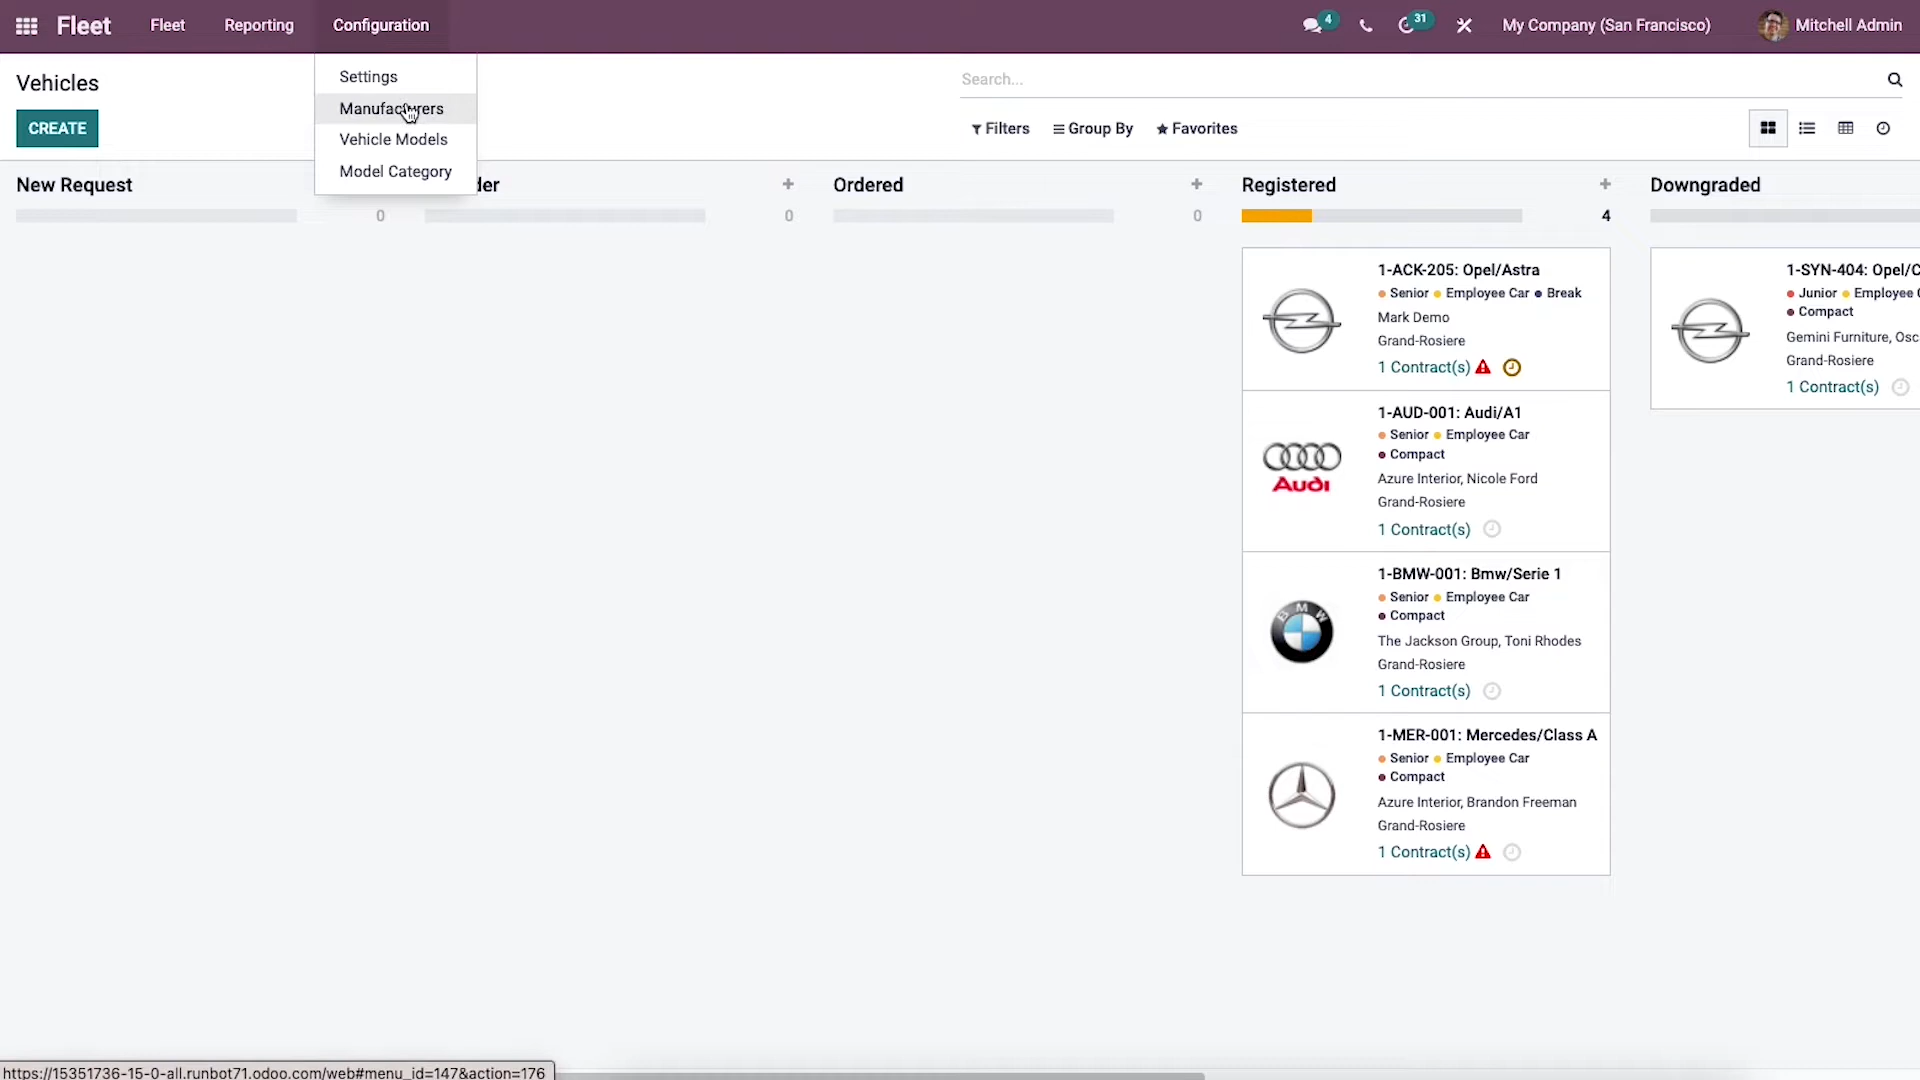 Fleet
Fleet
Reporting
Configuration
4
31
My Company (San Francisco)
Mitchell Admin
Vehicles
CREATE
Settings
Manufacturers
Vehicle Models
Model Category
Search...
Filters
Group By
Favorites
New Request
0
der
0
Ordered
0
Registered
4
Downgraded
1-ACK-205: Opel/Astra
Senior Employee Car Break
Mark Demo
Grand-Rosiere
1 Contract(s)
Audi
1-AUD-001: Audi/A1
Senior Employee Car
Compact
Azure Interior, Nicole Ford
Grand-Rosiere
1 Contract(s)
BMW
1-BMW-001: Bmw/Serie 1
Senior Employee Car
Compact
The Jackson Group, Toni Rhodes
Grand-Rosiere
1 Contract(s)
1-MER-001: Mercedes/Class A
Senior Employee Car
Compact
Azure Interior, Brandon Freeman
Grand-Rosiere
1 Contract(s)
1-SYN-404: Opel/C
Junior Employee
Compact
Gemini Furniture, Osc
Grand-Rosiere
1 Contract(s)
https://15351736-15-0-all.runbot71.odoo.com/web#menu_id=147&action=176